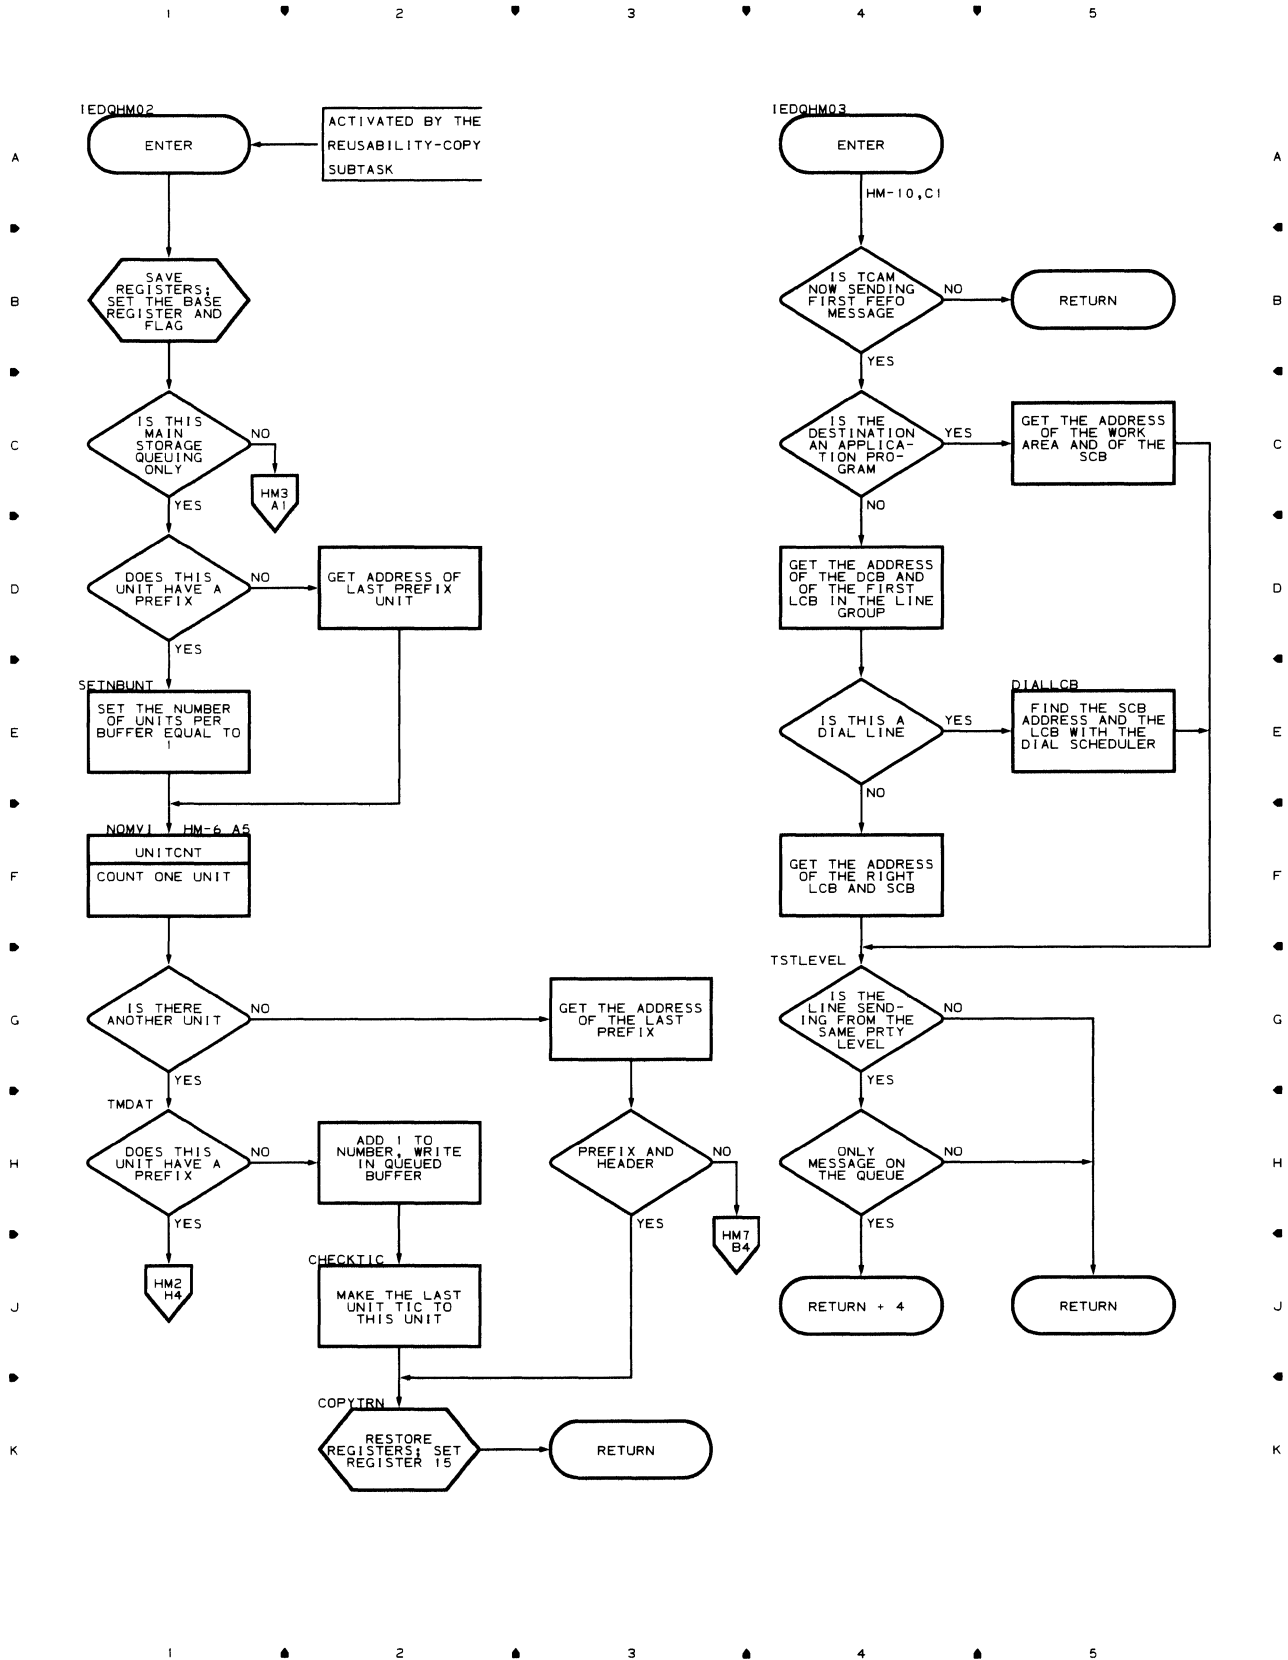 1 2 3 4 5
IEDQHM02
ENTER
ACTIVATED BY THE
REUSABILITY-COPY
SUBTASK
A
SAVE
REGISTERS;
SET THE BASE
REGISTER AND
FLAG
B
IS THIS
MAIN
STORAGE
QUEUING
ONLY
NO
HM3
A1
YES
C
DOES THIS
UNIT HAVE A
PREFIX
NO
GET ADDRESS OF
LAST PREFIX
UNIT
YES
D
SETNBUNT
SET THE NUMBER
OF UNITS PER
BUFFER EQUAL TO
1
E
NOMV1 HM-6 A5
UNITCNT
COUNT ONE UNIT
F
IS THERE
ANOTHER UNIT
NO
GET THE ADDRESS
OF THE LAST
PREFIX
YES
G
TMDAT
DOES THIS
UNIT HAVE A
PREFIX
NO
ADD 1 TO
NUMBER, WRITE
IN QUEUED
BUFFER
PREFIX AND
HEADER
NO
YES
YES
H
HM7
B4
HM2
H4
CHECKTIC
MAKE THE LAST
UNIT TIC TO
THIS UNIT
J
COPYTRN
RESTORE
REGISTERS; SET
REGISTER 15
RETURN
K
IEDQHM03
ENTER
A
HM-10,C1
IS TCAM
NOW SENDING
FIRST FEFO
MESSAGE
NO
RETURN
YES
B
IS THE
DESTINATION
AN APPLICA-
TION PRO-
GRAM
YES
GET THE ADDRESS
OF THE WORK
AREA AND OF THE
SCB
NO
C
GET THE ADDRESS
OF THE DCB AND
OF THE FIRST
LCB IN THE LINE
GROUP
D
IS THIS A
DIAL LINE
YES
DIALLCB
FIND THE SCB
ADDRESS AND THE
LCB WITH THE
DIAL SCHEDULER
NO
E
GET THE ADDRESS
OF THE RIGHT
LCB AND SCB
F
TSTLEVEL
IS THE
LINE SEND-
ING FROM THE
SAME PRTY
LEVEL
NO
YES
G
ONLY
MESSAGE ON
THE QUEUE
NO
YES
H
RETURN + 4
RETURN
J
K
1 2 3 4 5